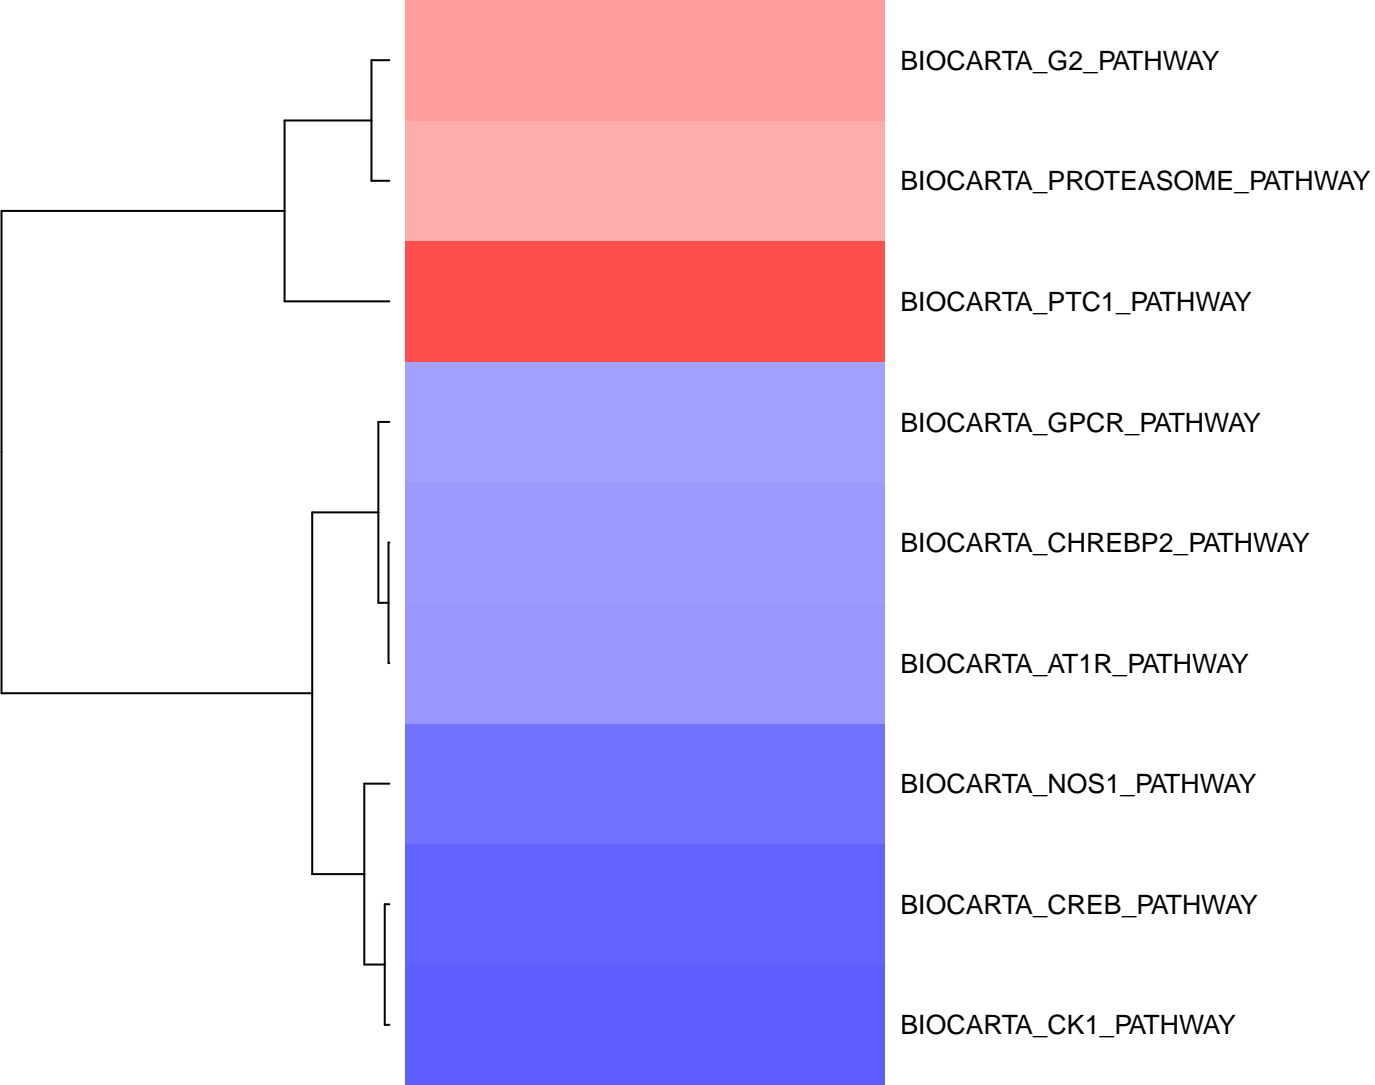 BIOCARTA_G2_PATHWAY
BIOCARTA_PROTEASOME_PATHWAY
BIOCARTA_PTC1_PATHWAY
BIOCARTA_GPCR_PATHWAY
BIOCARTA_CHREBP2_PATHWAY
BIOCARTA_AT1R_PATHWAY
BIOCARTA_NOS1_PATHWAY
BIOCARTA_CREB_PATHWAY
BIOCARTA_CK1_PATHWAY